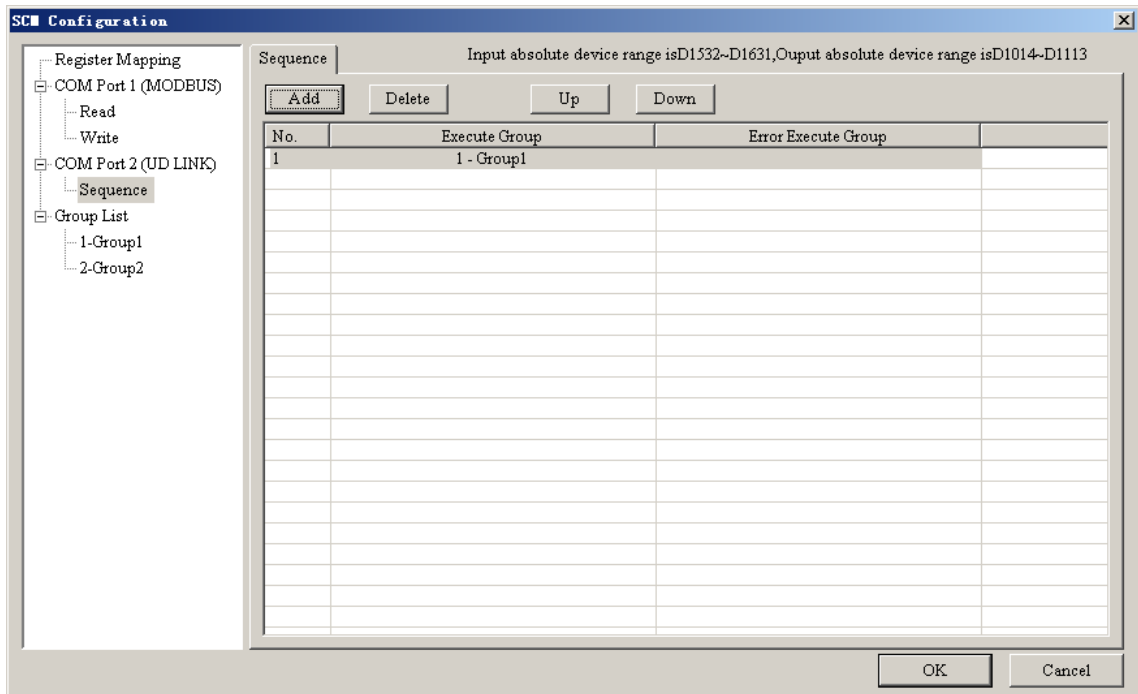 SCM Configuration
Register Mapping
COM Port 1 (MODBUS)
Read
Write
COM Port 2 (UD LINK)
Sequence
Group List
1-Group1
2-Group2
Sequence
Input absolute device range isD1532~D1631,Ouput absolute device range isD1014~D1113
Add Delete Up Down
No. Execute Group Error Execute Group
1 1 - Group1
OK Cancel